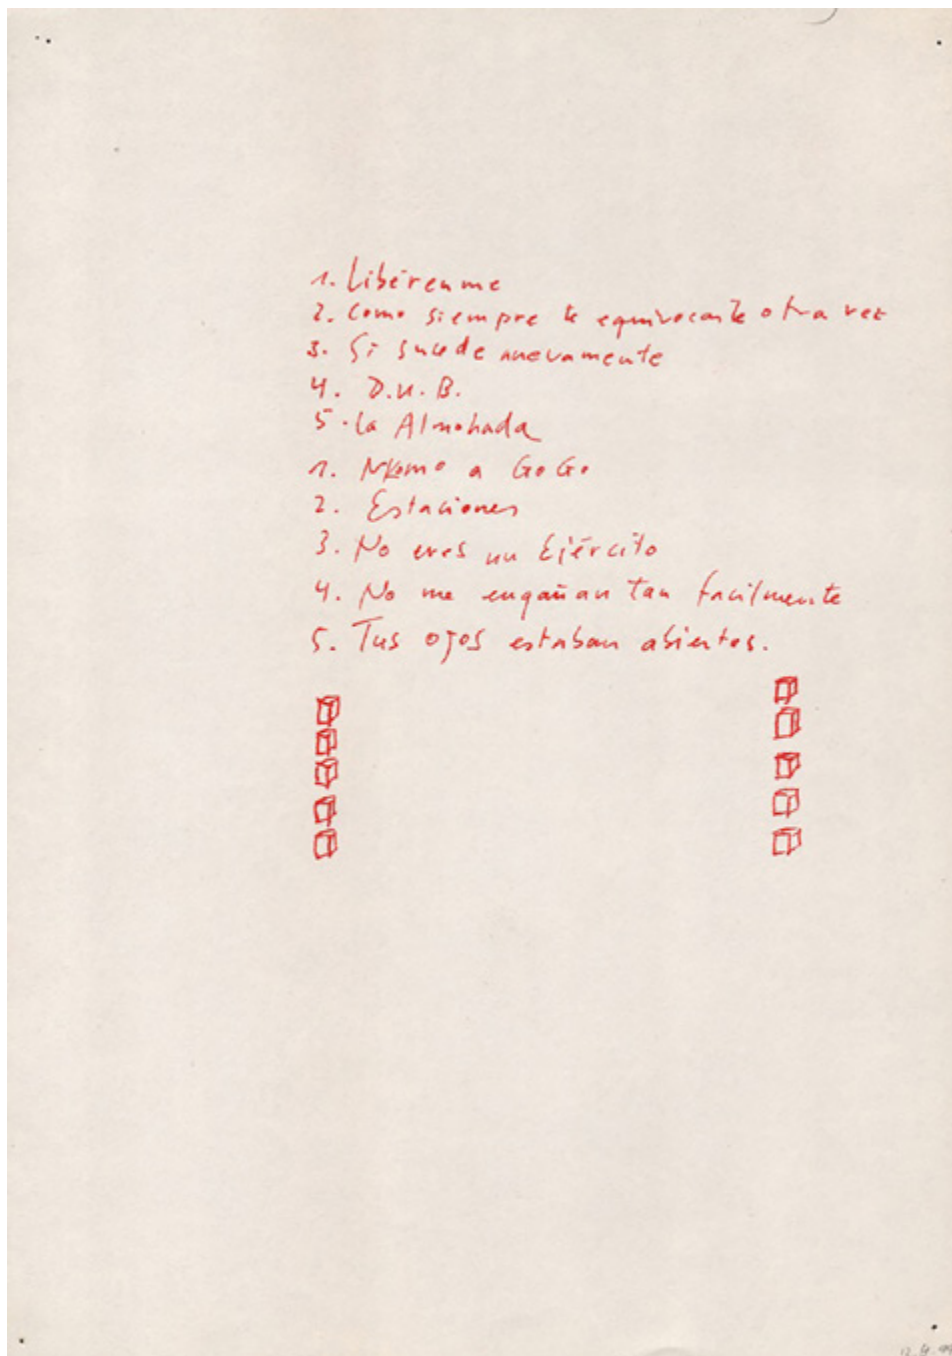 1. Libérenme
2. Como siempre te equivocaste otra vez
3. Si sucede nuevamente
4. D.N.B.
5. La Almohada
1. Nkomo a GoGo
2. Estaciones
3. No eres un Ejército
4. No me engañan tan facilmente
5. Tus ojos estaban abiertos.